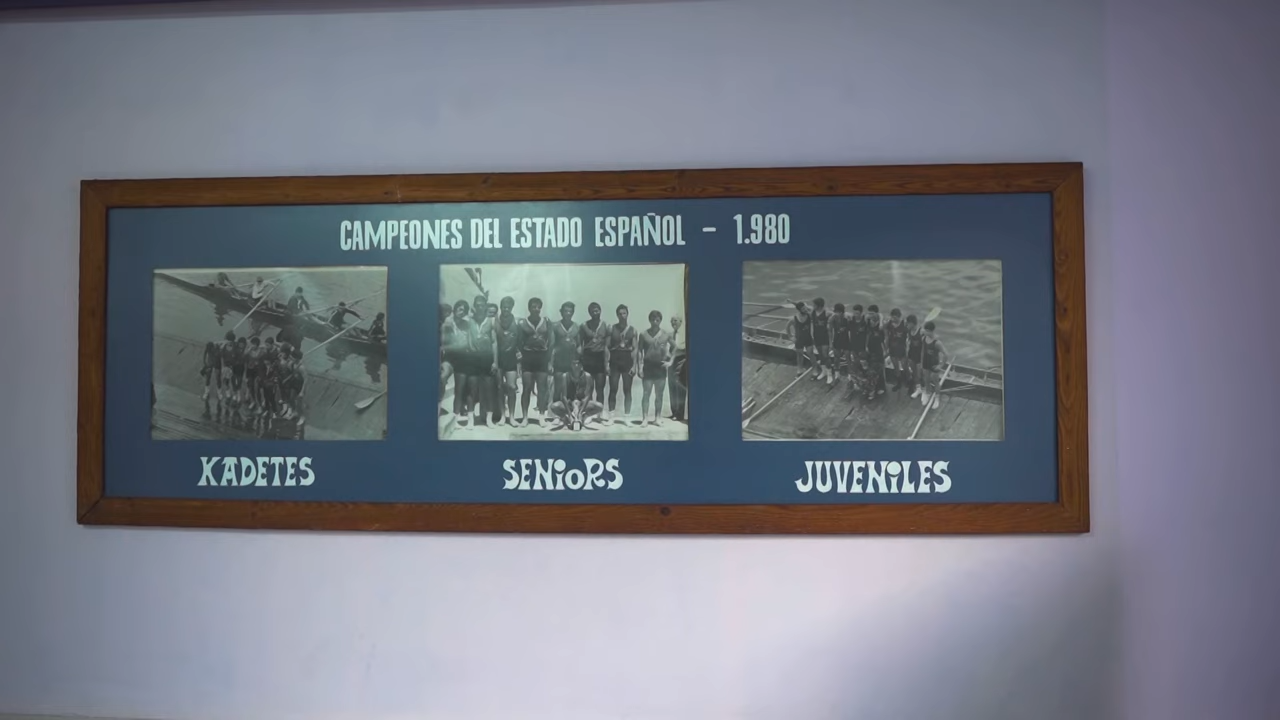 CAMPEONES DEL ESTADO ESPAÑOL - 1.980
KADETES
SENiORS
JUVENiLES